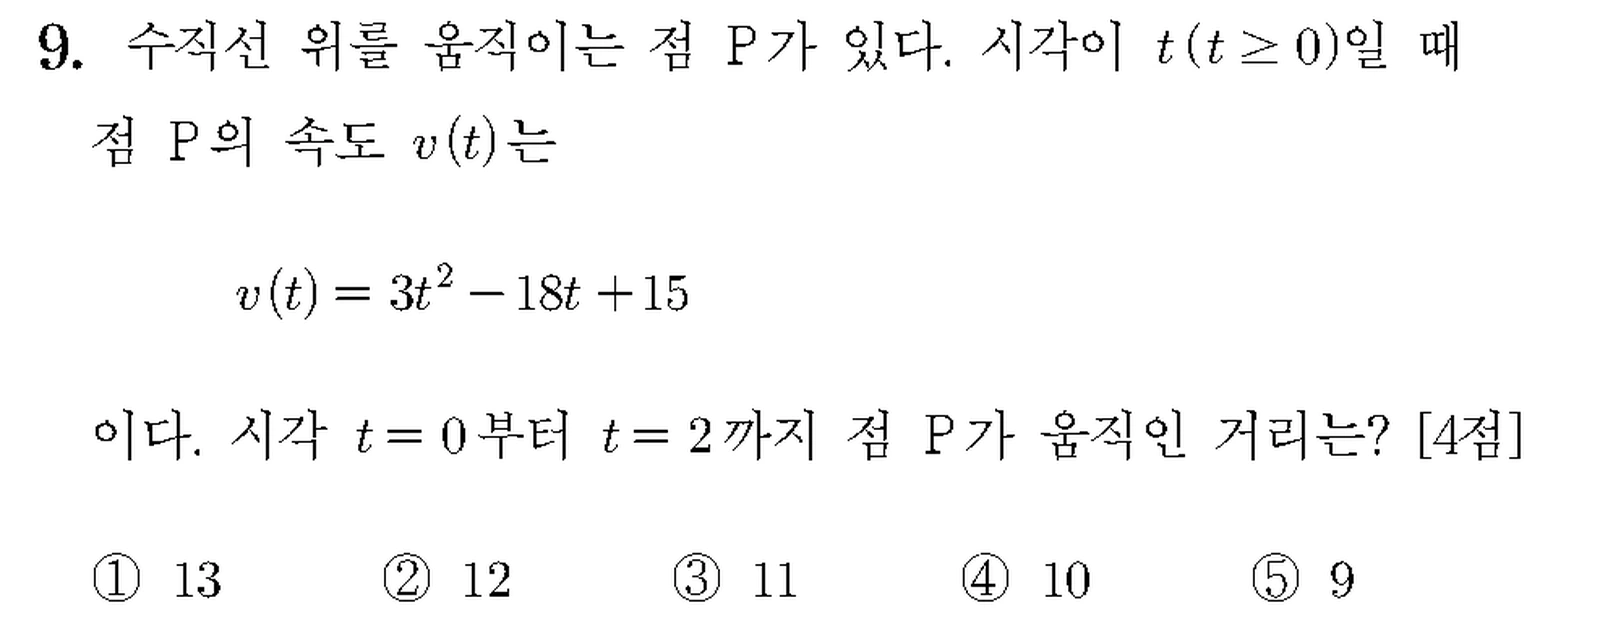 9. 수직선 위를 움직이는 점 P가 있다. 시각이 t(t ≥ 0)일 때
점 P의 속도 v(t)는
v(t) = 3t² − 18t + 15
이다. 시각 t = 0부터 t = 2까지 점 P가 움직인 거리는? [4점]
① 13 ② 12 ③ 11 ④ 10 ⑤ 9